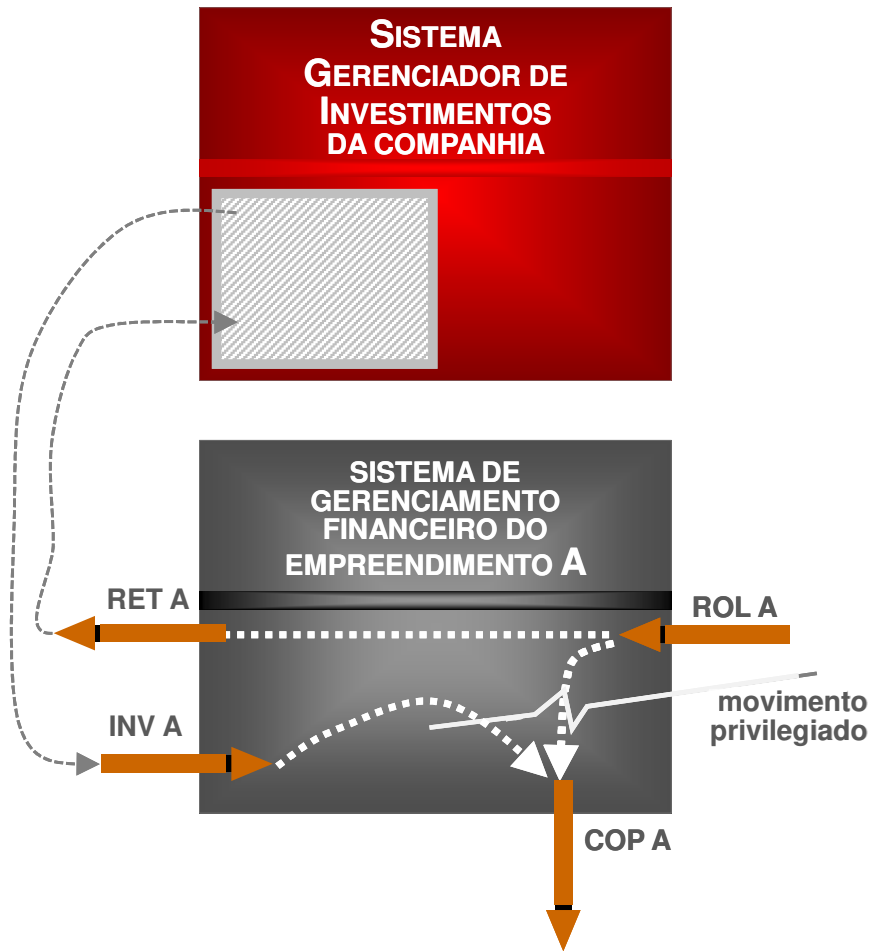 SISTEMA
GERENCIADOR DE
INVESTIMENTOS
DA COMPANHIA
SISTEMA DE
GERENCIAMENTO
FINANCEIRO DO
EMPREENDIMENTO A
RET A
ROL A
movimento
privilegiado
INV A
COP A